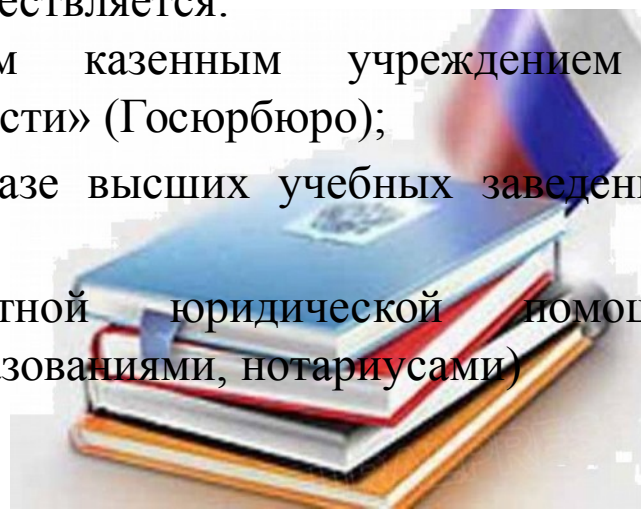 ествляется:
м казенным учреждением
сти» (Госюрбюро);
азе высших учебных заведен
тной юридической помощ
зованиями, нотариусами)